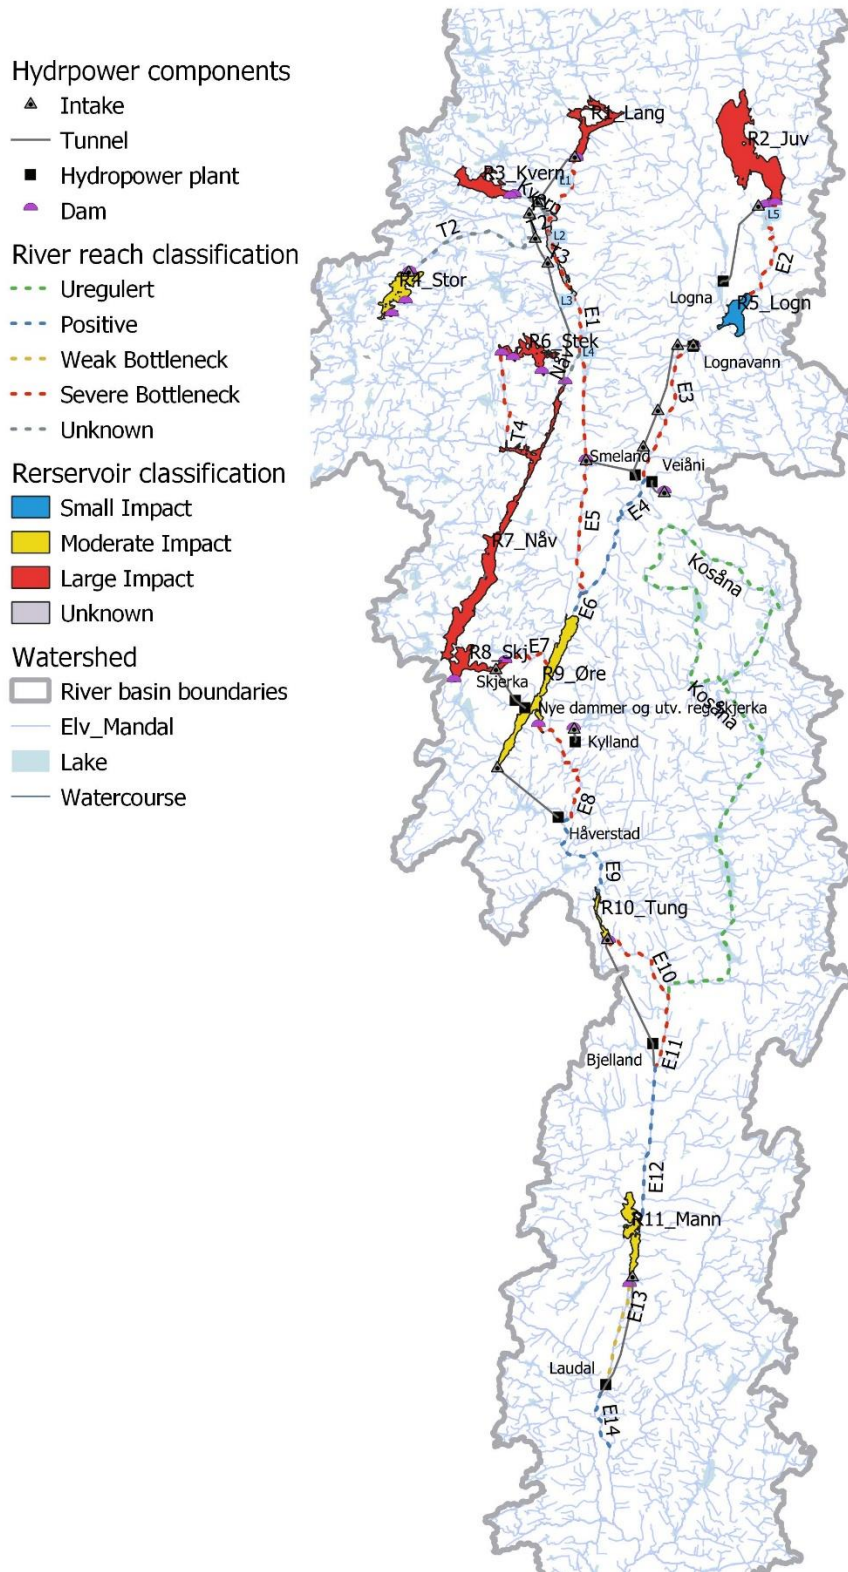 Hydrpower components
Intake
Tunnel
Hydropower plant
Dam
River reach classification
Uregulert
Positive
Weak Bottleneck
Severe Bottleneck
Unknown
Rerservoir classification
Small Impact
Moderate Impact
Large Impact
Unknown
Watershed
River basin boundaries
Elv_Mandal
Lake
Watercourse
R1_Lang
R2_Juv
R3_Kvern
L1
Kvern
L5
T2
L2
T3
T2
E2
R4_Stor
Logna
R5_Logn
L3
E1
R6_Stek
L4
Nåv
Lognavann
E3
T4
Smeland
Veiåni
E4
E5
R7_Nåv
Kosåna
E6
R8_Skj
E7
R9_Øre
Skjerka
Kosåna
Nye dammer og utv. reg Skjerka
Kylland
E8
Håverstad
E9
R10_Tung
E10
Bjelland
E11
E12
R11_Mann
E13
Laudal
E14